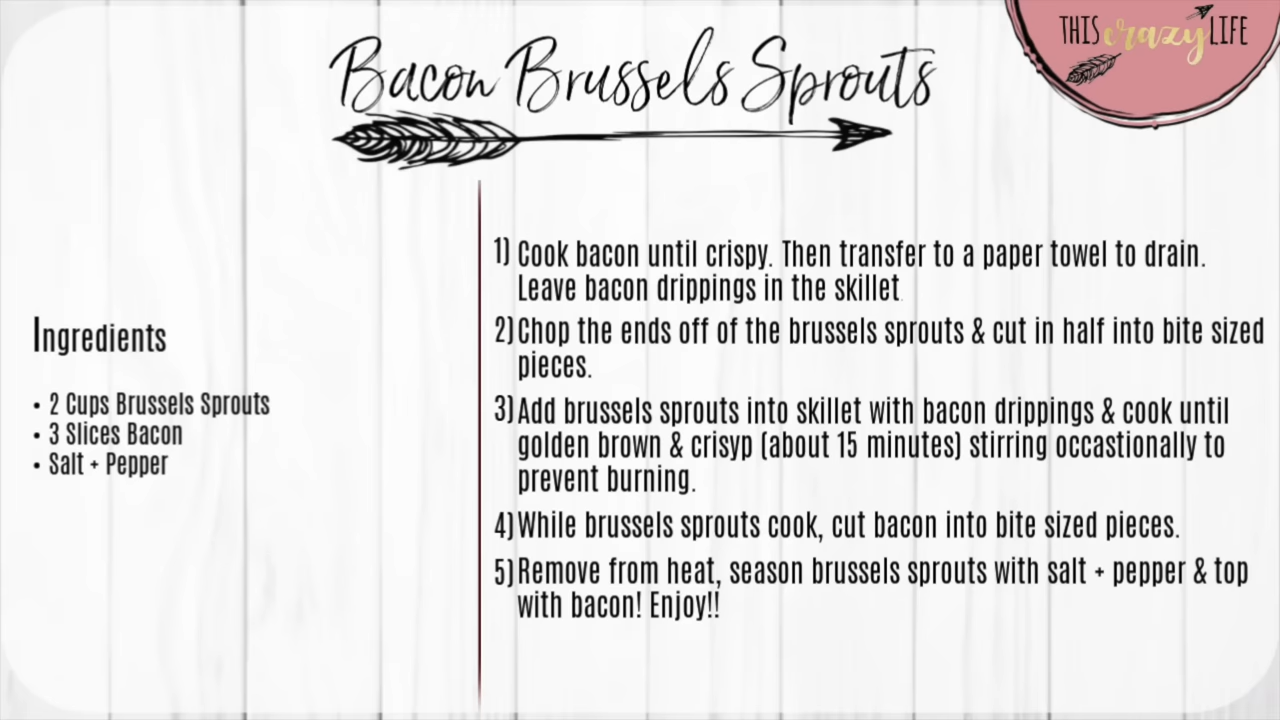 Bacon Brussels Sprouts
THIS crazy LIFE
Ingredients
• 2 Cups Brussels Sprouts
• 3 Slices Bacon
• Salt + Pepper
1) Cook bacon until crispy. Then transfer to a paper towel to drain.
Leave bacon drippings in the skillet.
2) Chop the ends off of the brussels sprouts & cut in half into bite sized
pieces.
3) Add brussels sprouts into skillet with bacon drippings & cook until
golden brown & crisyp (about 15 minutes) stirring occastionally to
prevent burning.
4) While brussels sprouts cook, cut bacon into bite sized pieces.
5) Remove from heat, season brussels sprouts with salt + pepper & top
with bacon! Enjoy!!